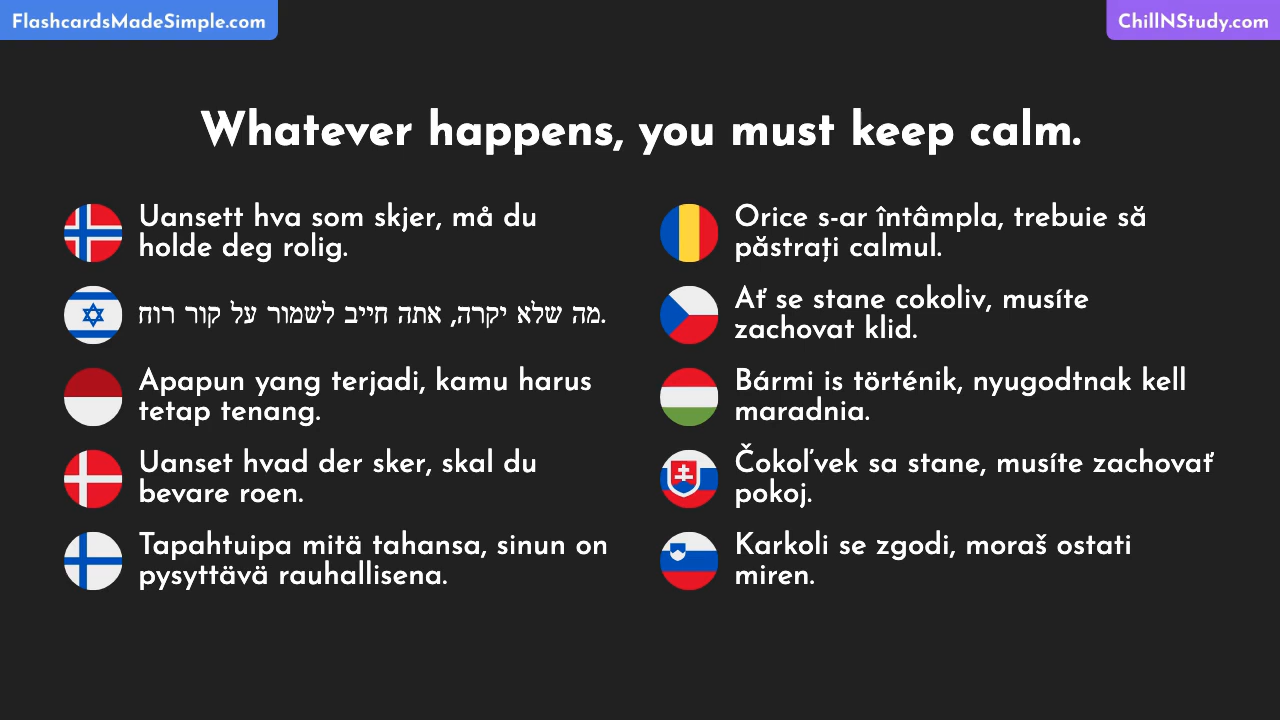 FlashcardsMadeSimple.com
ChillNStudy.com
Whatever happens, you must keep calm.
Uansett hva som skjer, må du
holde deg rolig.
מה שלא יקרה, אתה חייב לשמור על קור רוח.
Apapun yang terjadi, kamu harus
tetap tenang.
Uanset hvad der sker, skal du
bevare roen.
Tapahtuipa mitä tahansa, sinun on
pysyttävä rauhallisena.
Orice s-ar întâmpla, trebuie să
păstrați calmul.
Ať se stane cokoliv, musíte
zachovat klid.
Bármi is történik, nyugodtnak kell
maradnia.
Čokoľvek sa stane, musíte zachovať
pokoj.
Karkoli se zgodi, moraš ostati
miren.